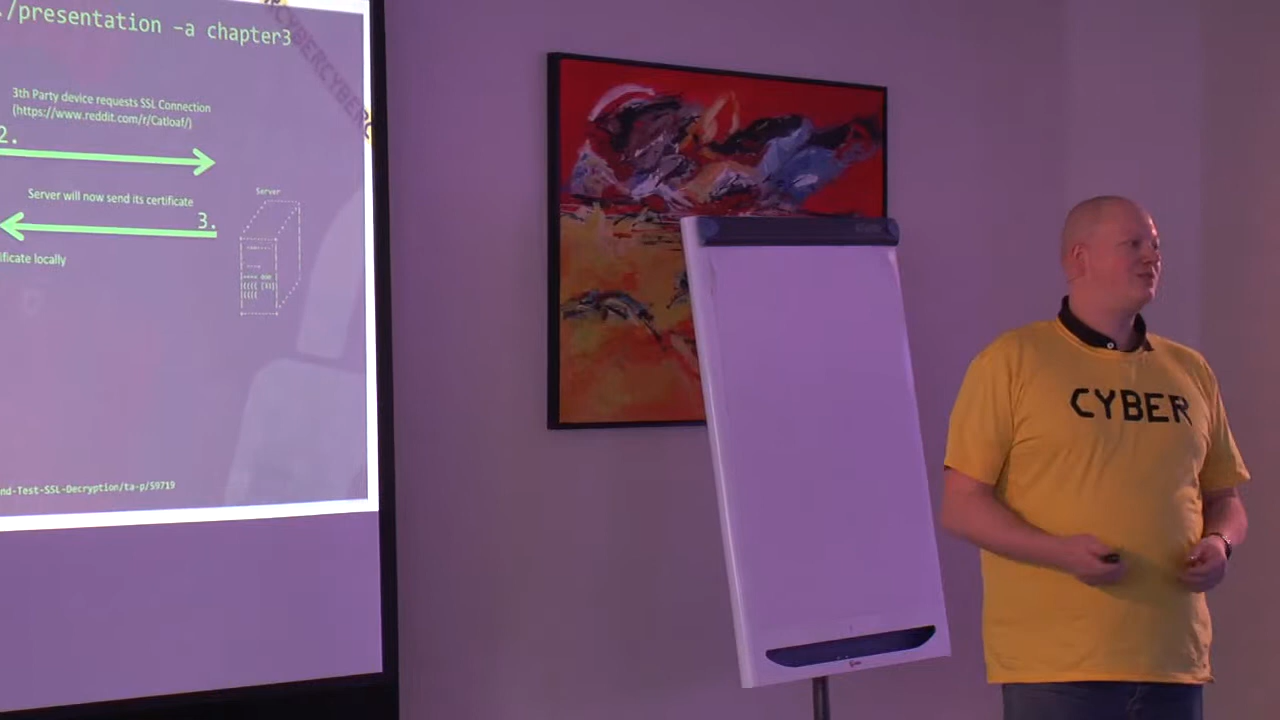 ./presentation –a chapter3
CYBERCYBER
3th Party device requests SSL Connection
(https://www.reddit.com/r/Catloaf/)
2.
Server will now send its certificate
3.
Server
ificate locally
nd-Test-SSL-Decryption/ta-p/59719
CYBER